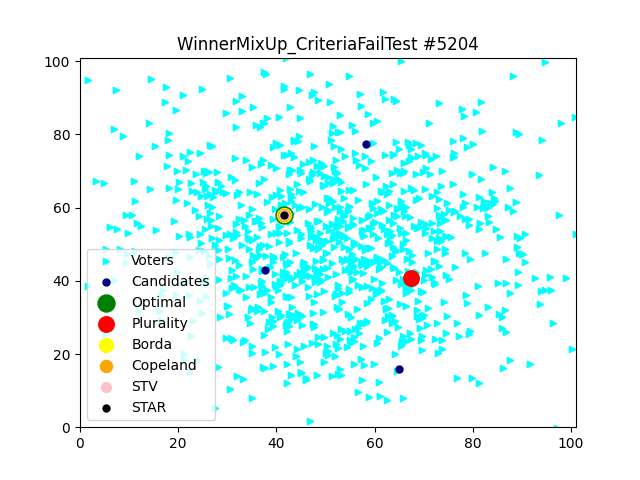 WinnerMixUp_CriteriaFailTest #5204
100
80
60
40
20
0
0 20 40 60 80 100
Voters
Candidates
Optimal
Plurality
Borda
Copeland
STV
STAR